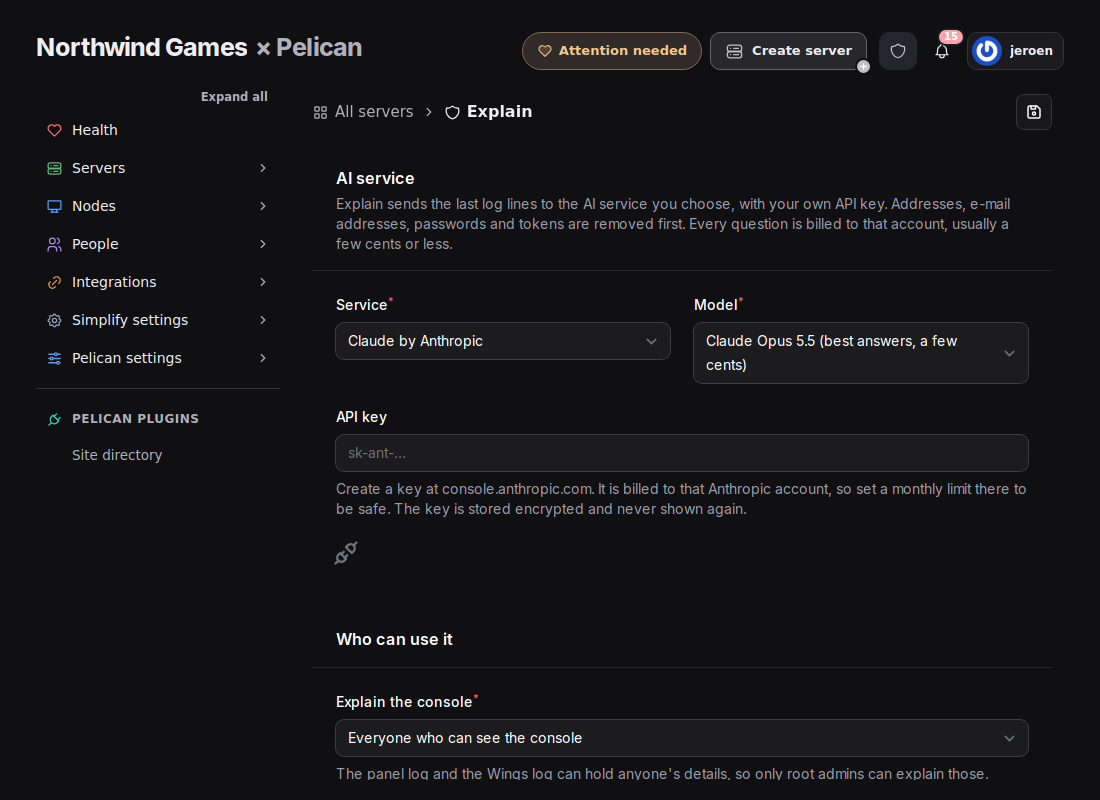 Northwind Games × Pelican
Attention needed
Create server
15
jeroen
Expand all
Health
Servers
Nodes
People
Integrations
Simplify settings
Pelican settings
PELICAN PLUGINS
Site directory
All servers
Explain
AI service
Explain sends the last log lines to the AI service you choose, with your own API key. Addresses, e-mail
addresses, passwords and tokens are removed first. Every question is billed to that account, usually a
few cents or less.
Service*
Model*
Claude by Anthropic
Claude Opus 5.5 (best answers, a few
cents)
API key
sk-ant-...
Create a key at console.anthropic.com. It is billed to that Anthropic account, so set a monthly limit there to
be safe. The key is stored encrypted and never shown again.
Who can use it
Explain the console*
Everyone who can see the console
The panel log and the Wings log can hold anyone's details, so only root admins can explain those.